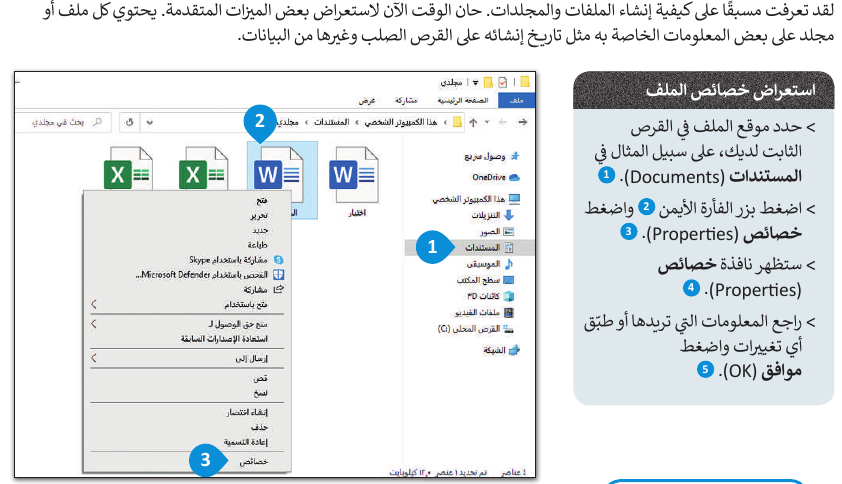 لقد تعرفت مسبقًا على كيفية إنشاء الملفات والمجلدات. حان الوقت الآن لاستعراض بعض الميزات المتقدمة. يحتوي كل ملف أو
مجلد على بعض المعلومات الخاصة به مثل تاريخ إنشائه على القرص الصلب وغيرها من البيانات.
استعراض خصائص الملف
> حدد موقع الملف في القرص
الثابت لديك، على سبيل المثال في
المستندات (Documents). 1
> اضغط بزر الفأرة الأيمن 2 واضغط
خصائص (Properties). 3
> ستظهر نافذة خصائص
(Properties). 4
> راجع المعلومات التي تريدها أو طبّق
أي تغييرات واضغط
موافق (OK). 5
مجلدي
ملف الصفحة الرئيسية مشاركة عرض
هذا الكمبيوتر الشخصي › المستندات › مجلدي
بحث في مجلدي
2
وصول سريع
OneDrive
هذا الكمبيوتر الشخصي
التنزيلات
الصور
المستندات
1
الموسيقى
سطح المكتب
كائنات ٣D
ملفات الفيديو
القرص المحلي (C:)
الشبكة
اختبار
فتح
تحرير
جديد
طباعة
مشاركة باستخدام Skype
الفحص باستخدام Microsoft Defender...
مشاركة
فتح باستخدام
منح حق الوصول لـ
استعادة الإصدارات السابقة
إرسال إلى
قص
نسخ
إنشاء اختصار
حذف
إعادة التسمية
خصائص
3
٤ عناصر تم تحديد ١ عنصر ١٢٫٠ كيلوبايت